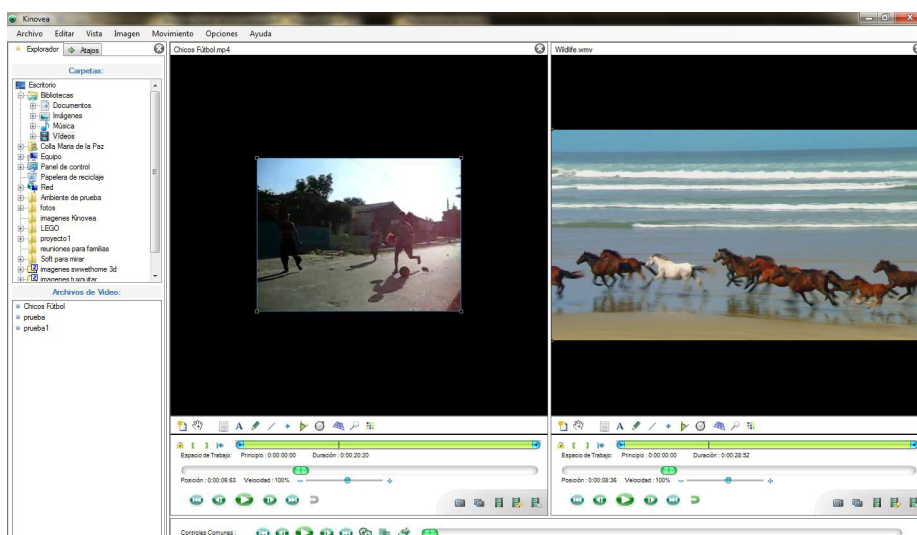 Kinovea
Archivo Editar Vista Imagen Movimiento Opciones Ayuda
Explorador Atajos
Chicos Fútbol.mp4
Wildlife.wmv
Carpetas:
Escritorio
Bibliotecas
Documentos
Imágenes
Música
Vídeos
Colla Maria de la Paz
Equipo
Panel de control
Papelera de reciclaje
Red
Ambiente de prueba
fotos
imagenes Kinovea
LEGO
proyecto1
reuniones para familias
Soft para mirar
imagenes swwethome 3d
imagenes tuxguitar
Archivos de Video:
Chicos Fútbol
prueba
prueba1
Espacio de Trabajo: Principio : 0:00:00:00 Duración : 0:00:20:20
Posición : 0:00:06:63 Velocidad : 100%
Espacio de Trabajo: Principio : 0:00:00:00 Duración : 0:00:28:52
Posición : 0:00:08:36 Velocidad : 100%
Controles Comunes :